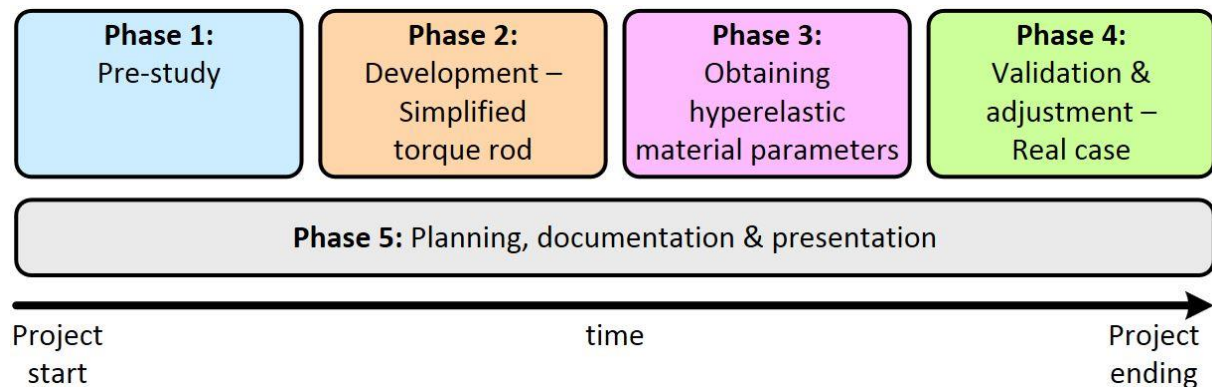 Phase 1:
Pre-study
Phase 2:
Development –
Simplified
torque rod
Phase 3:
Obtaining
hyperelastic
material parameters
Phase 4:
Validation &
adjustment –
Real case
Phase 5: Planning, documentation & presentation
Project
start
time
Project
ending